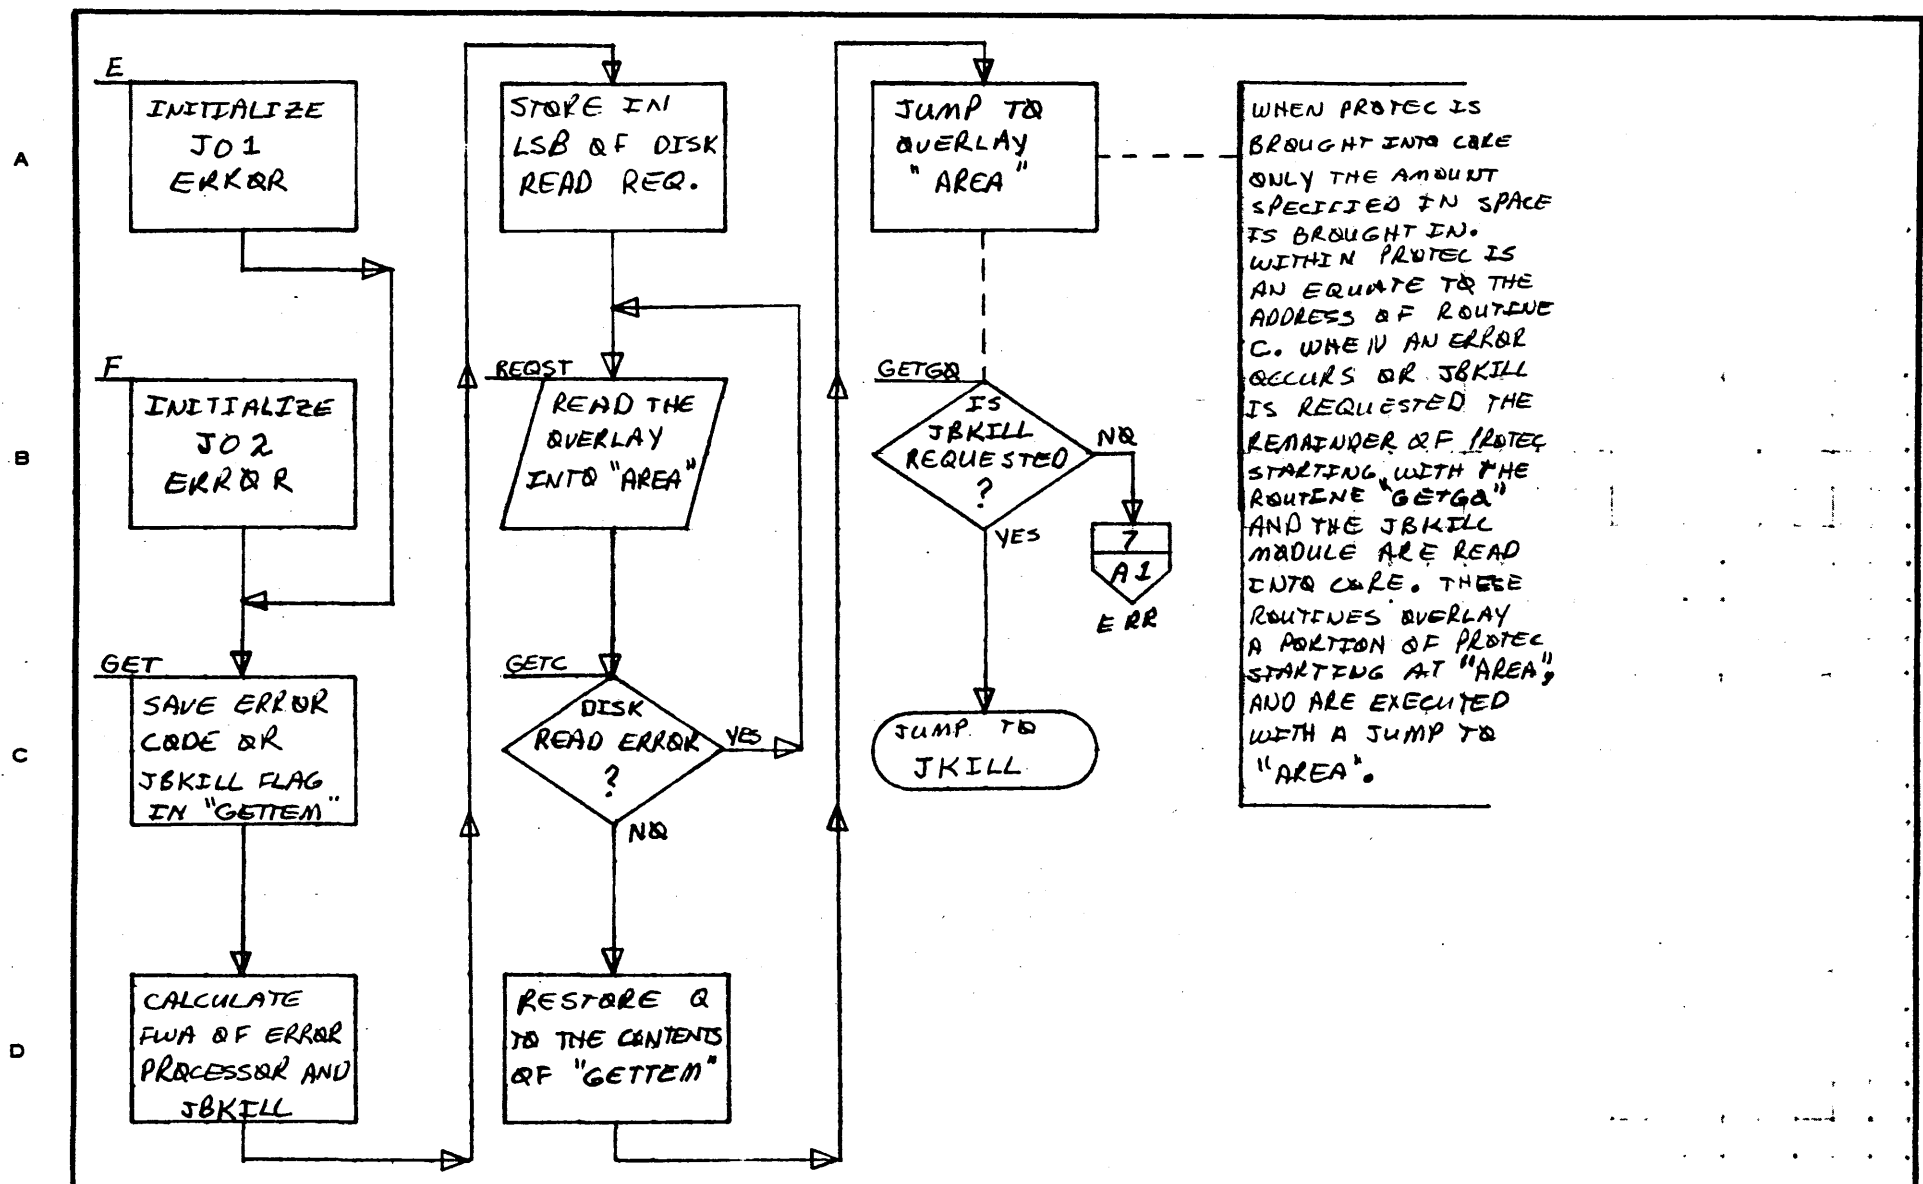 E
INITIALIZE
JO1
ERROR
F
INITIALIZE
JO2
ERROR
GET
SAVE ERROR
CODE OR
JBKILL FLAG
IN "GETTEM"
CALCULATE
FWA OF ERROR
PROCESSOR AND
JBKILL
STORE IN
LSB OF DISK
READ REQ.
REQST
READ THE
OVERLAY
INTO "AREA"
GETC
DISK
READ ERROR
?
YES
NO
RESTORE Q
TO THE CONTENTS
OF "GETTEM"
JUMP TO
OVERLAY
"AREA"
GETGO
IS
JBKILL
REQUESTED
?
NO
YES
7
A1
ERR
JUMP TO
JKILL
WHEN PROTEC IS
BROUGHT INTO CORE
ONLY THE AMOUNT
SPECIFIED IN SPACE
IS BROUGHT IN.
WITHIN PROTEC IS
AN EQUATE TO THE
ADDRESS OF ROUTINE
C. WHEN AN ERROR
OCCURS OR JBKILL
IS REQUESTED THE
REMAINDER OF PROTEC
STARTING WITH THE
ROUTINE "GETGO"
AND THE JBKILL
MODULE ARE READ
INTO CORE. THESE
ROUTINES OVERLAY
A PORTION OF PROTEC
STARTING AT "AREA",
AND ARE EXECUTED
WITH A JUMP TO
"AREA".
A
B
C
D